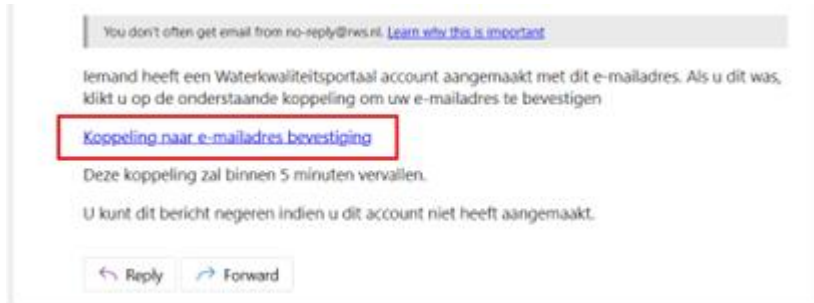 You don't often get email from no-reply@rws.nl. Learn why this is important
Iemand heeft een Waterkwaliteitsportaal account aangemaakt met dit e-mailadres. Als u dit was,
klikt u op de onderstaande koppeling om uw e-mailadres te bevestigen
Koppeling naar e-mailadres bevestiging
Deze koppeling zal binnen 5 minuten vervallen.
U kunt dit bericht negeren indien u dit account niet heeft aangemaakt.
Reply Forward